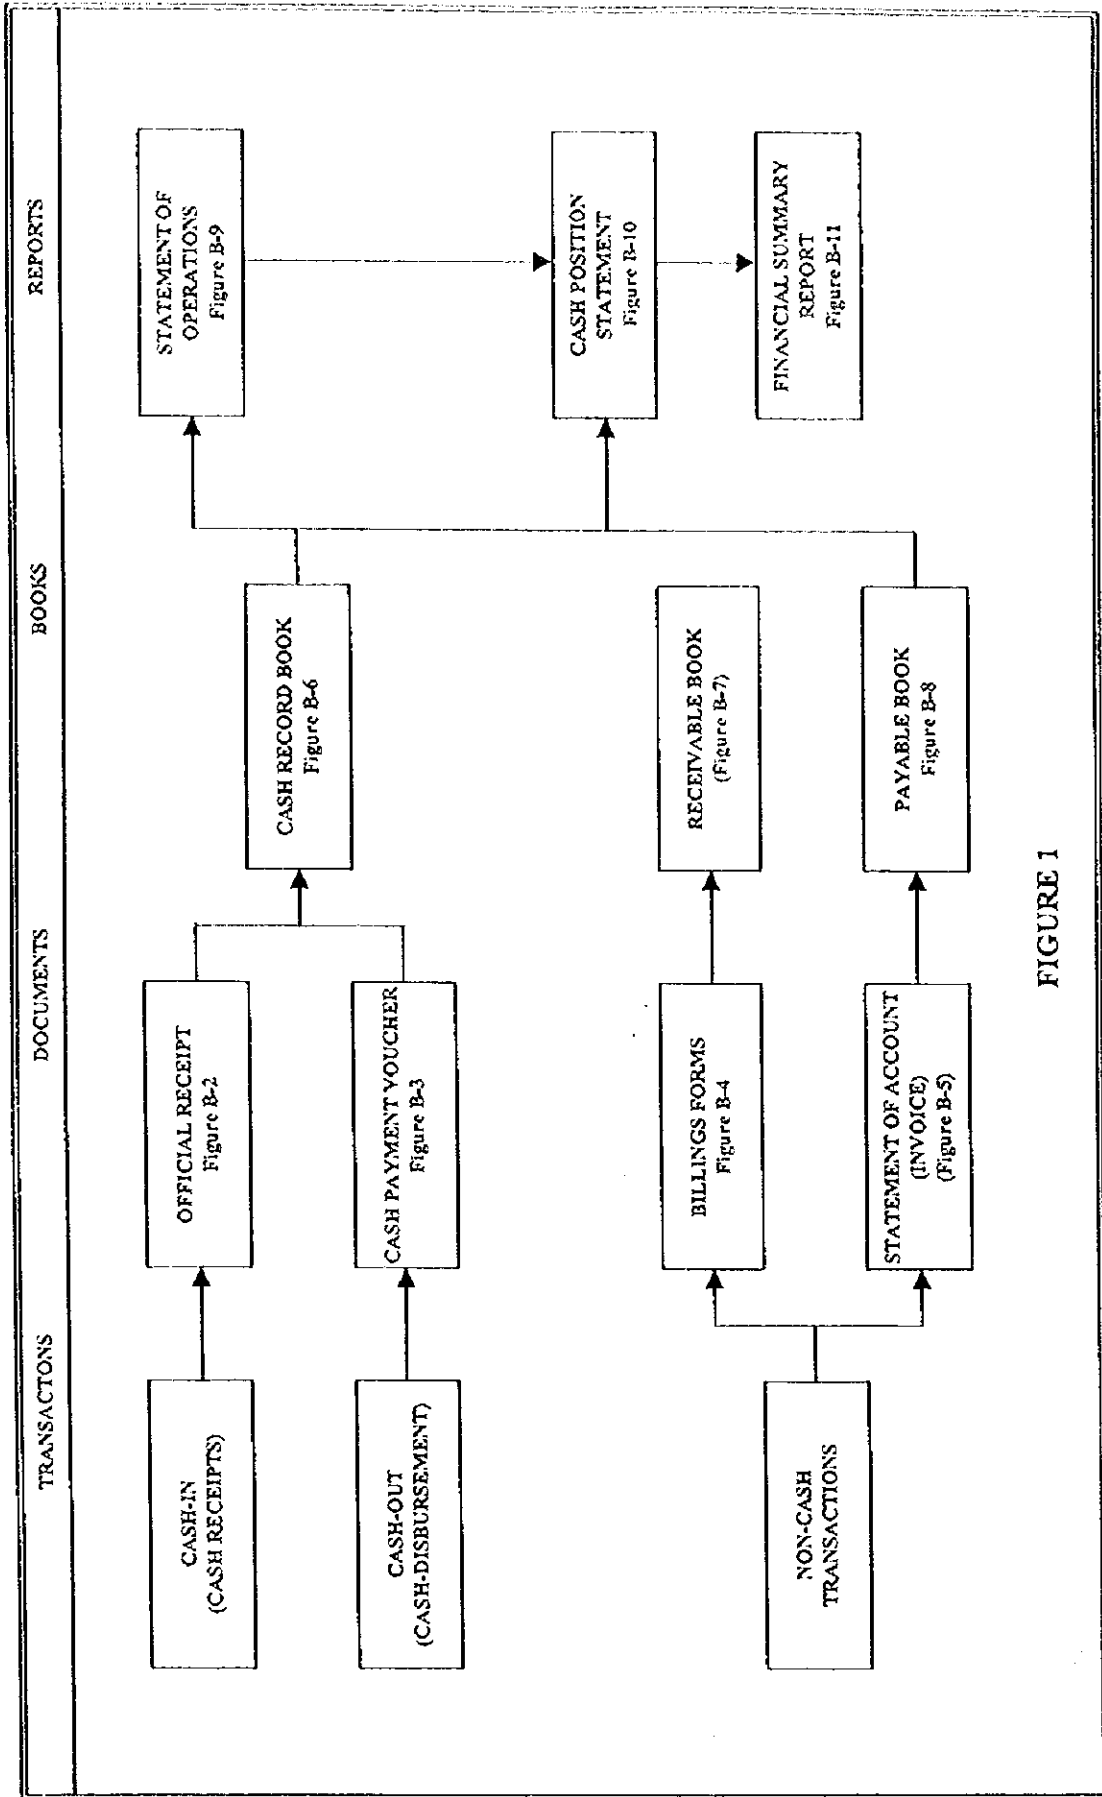 TRANSACTONS
DOCUMENTS
BOOKS
REPORTS
CASH-IN
(CASH RECEIPTS)
OFFICIAL RECEIPT
Figure B-2
CASH-OUT
(CASH-DISBURSEMENT)
CASH PAYMENT VOUCHER
Figure B-3
CASH RECORD BOOK
Figure B-6
STATEMENT OF
OPERATIONS
Figure B-9
NON-CASH
TRANSACTIONS
BILLINGS FORMS
Figure B-4
RECEIVABLE BOOK
(Figure B-7)
CASH POSITION
STATEMENT
Figure B-10
STATEMENT OF ACCOUNT
(INVOICE)
(Figure B-5)
PAYABLE BOOK
Figure B-8
FINANCIAL SUMMARY
REPORT
Figure B-11
FIGURE 1